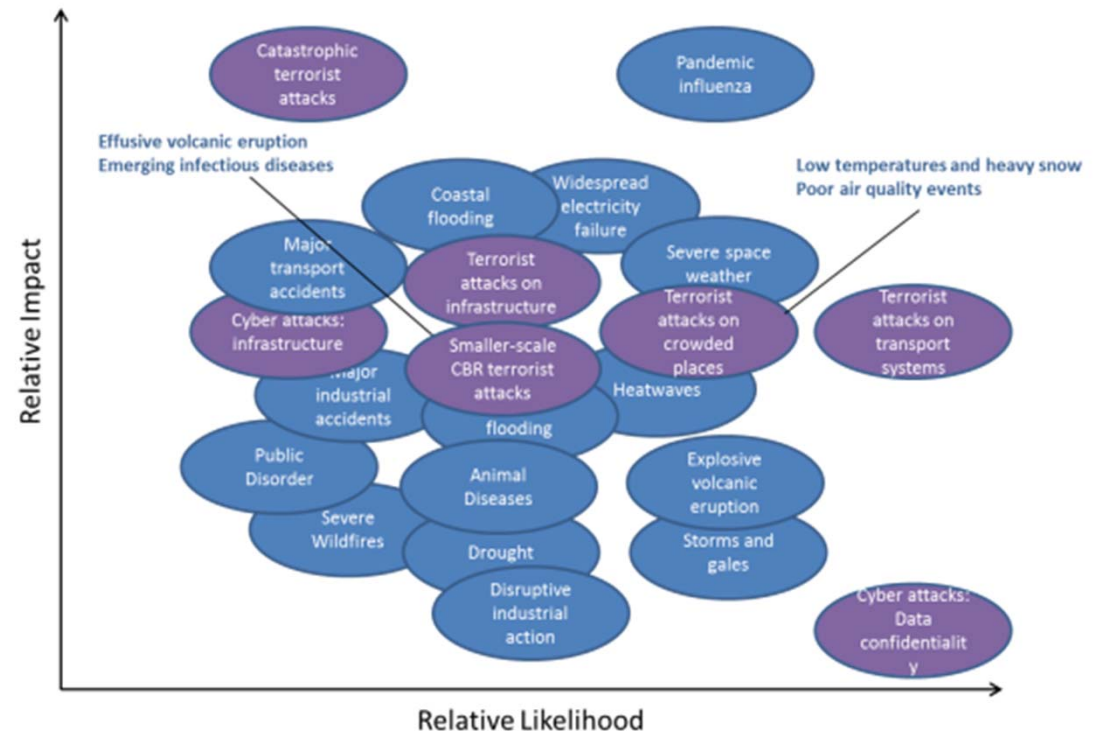 Catastrophic
terrorist
attacks
Pandemic
influenza
Effusive volcanic eruption
Emerging infectious diseases
Low temperatures and heavy snow
Poor air quality events
Coastal
flooding
Widespread
electricity
failure
Major
transport
accidents
Terrorist
attacks on
infrastructure
Severe space
weather
Cyber attacks:
infrastructure
Smaller-scale
CBR terrorist
attacks
Terrorist
attacks on
crowded
places
Terrorist
attacks on
transport
systems
Major
industrial
accidents
flooding
Heatwaves
Public
Disorder
Animal
Diseases
Explosive
volcanic
eruption
Severe
Wildfires
Drought
Storms and
gales
Disruptive
industrial
action
Cyber attacks:
Data
confidentialit
y
Relative Impact
Relative Likelihood